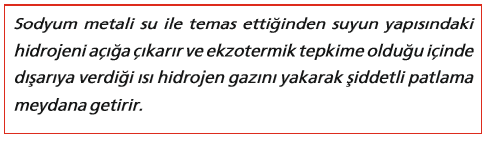 Sodyum metali su ile temas ettiğinden suyun yapısındaki
hidrojeni açığa çıkarır ve ekzotermik tepkime olduğu içinde
dışarıya verdiği ısı hidrojen gazını yakarak şiddetli patlama
meydana getirir.